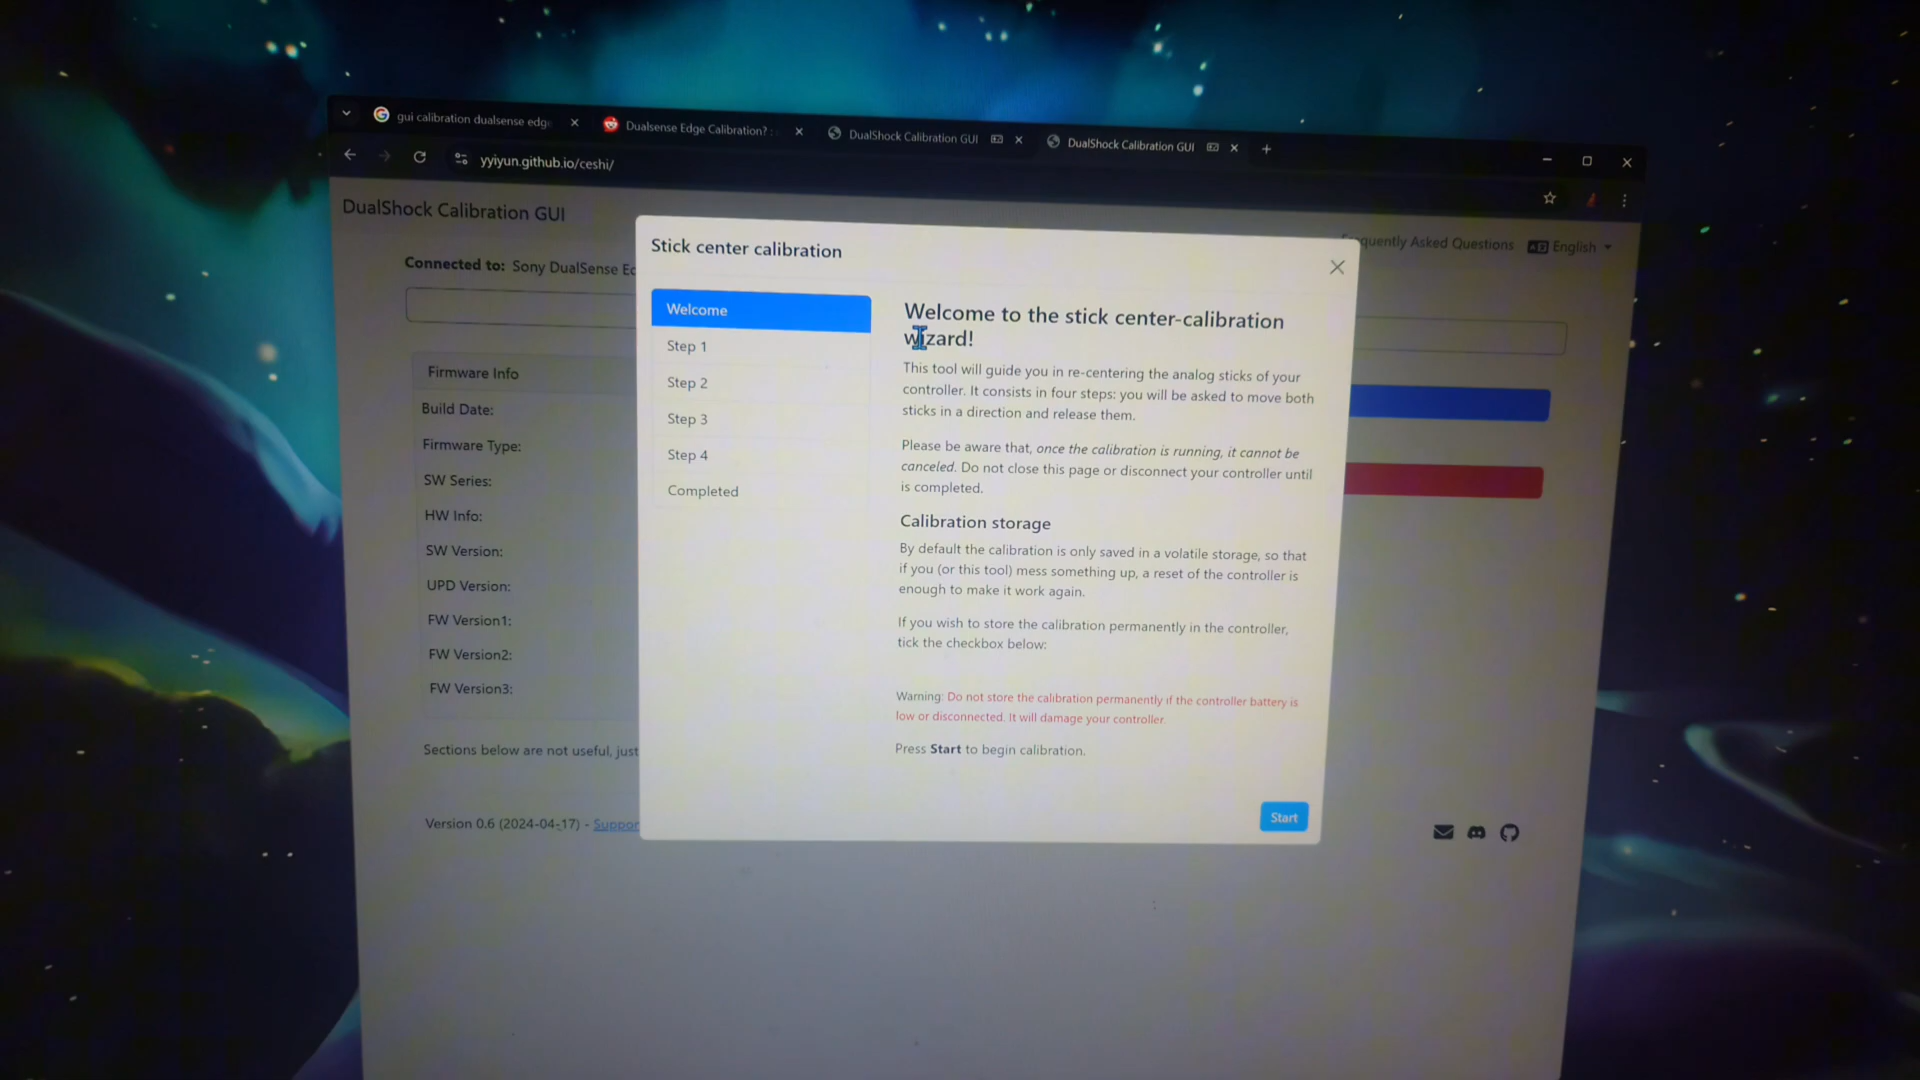 gui calibration dualsense edge
Dualsense Edge Calibration? :
DualShock Calibration GUI
DualShock Calibration GUI
yyiyun.github.io/ceshi/
DualShock Calibration GUI
Frequently Asked Questions
English
Connected to: Sony DualSense Ed
Stick center calibration
Welcome
Step 1
Step 2
Step 3
Step 4
Completed
Welcome to the stick center-calibration
wizard!
This tool will guide you in re-centering the analog sticks of your
controller. It consists in four steps: you will be asked to move both
sticks in a direction and release them.
Please be aware that, once the calibration is running, it cannot be
canceled. Do not close this page or disconnect your controller until
is completed.
Calibration storage
By default the calibration is only saved in a volatile storage, so that
if you (or this tool) mess something up, a reset of the controller is
enough to make it work again.
If you wish to store the calibration permanently in the controller,
tick the checkbox below:
Warning: Do not store the calibration permanently if the controller battery is
low or disconnected. It will damage your controller.
Press Start to begin calibration.
Start
Firmware Info
Build Date:
Firmware Type:
SW Series:
HW Info:
SW Version:
UPD Version:
FW Version1:
FW Version2:
FW Version3:
Sections below are not useful, just
Version 0.6 (2024-04-17) - Suppor